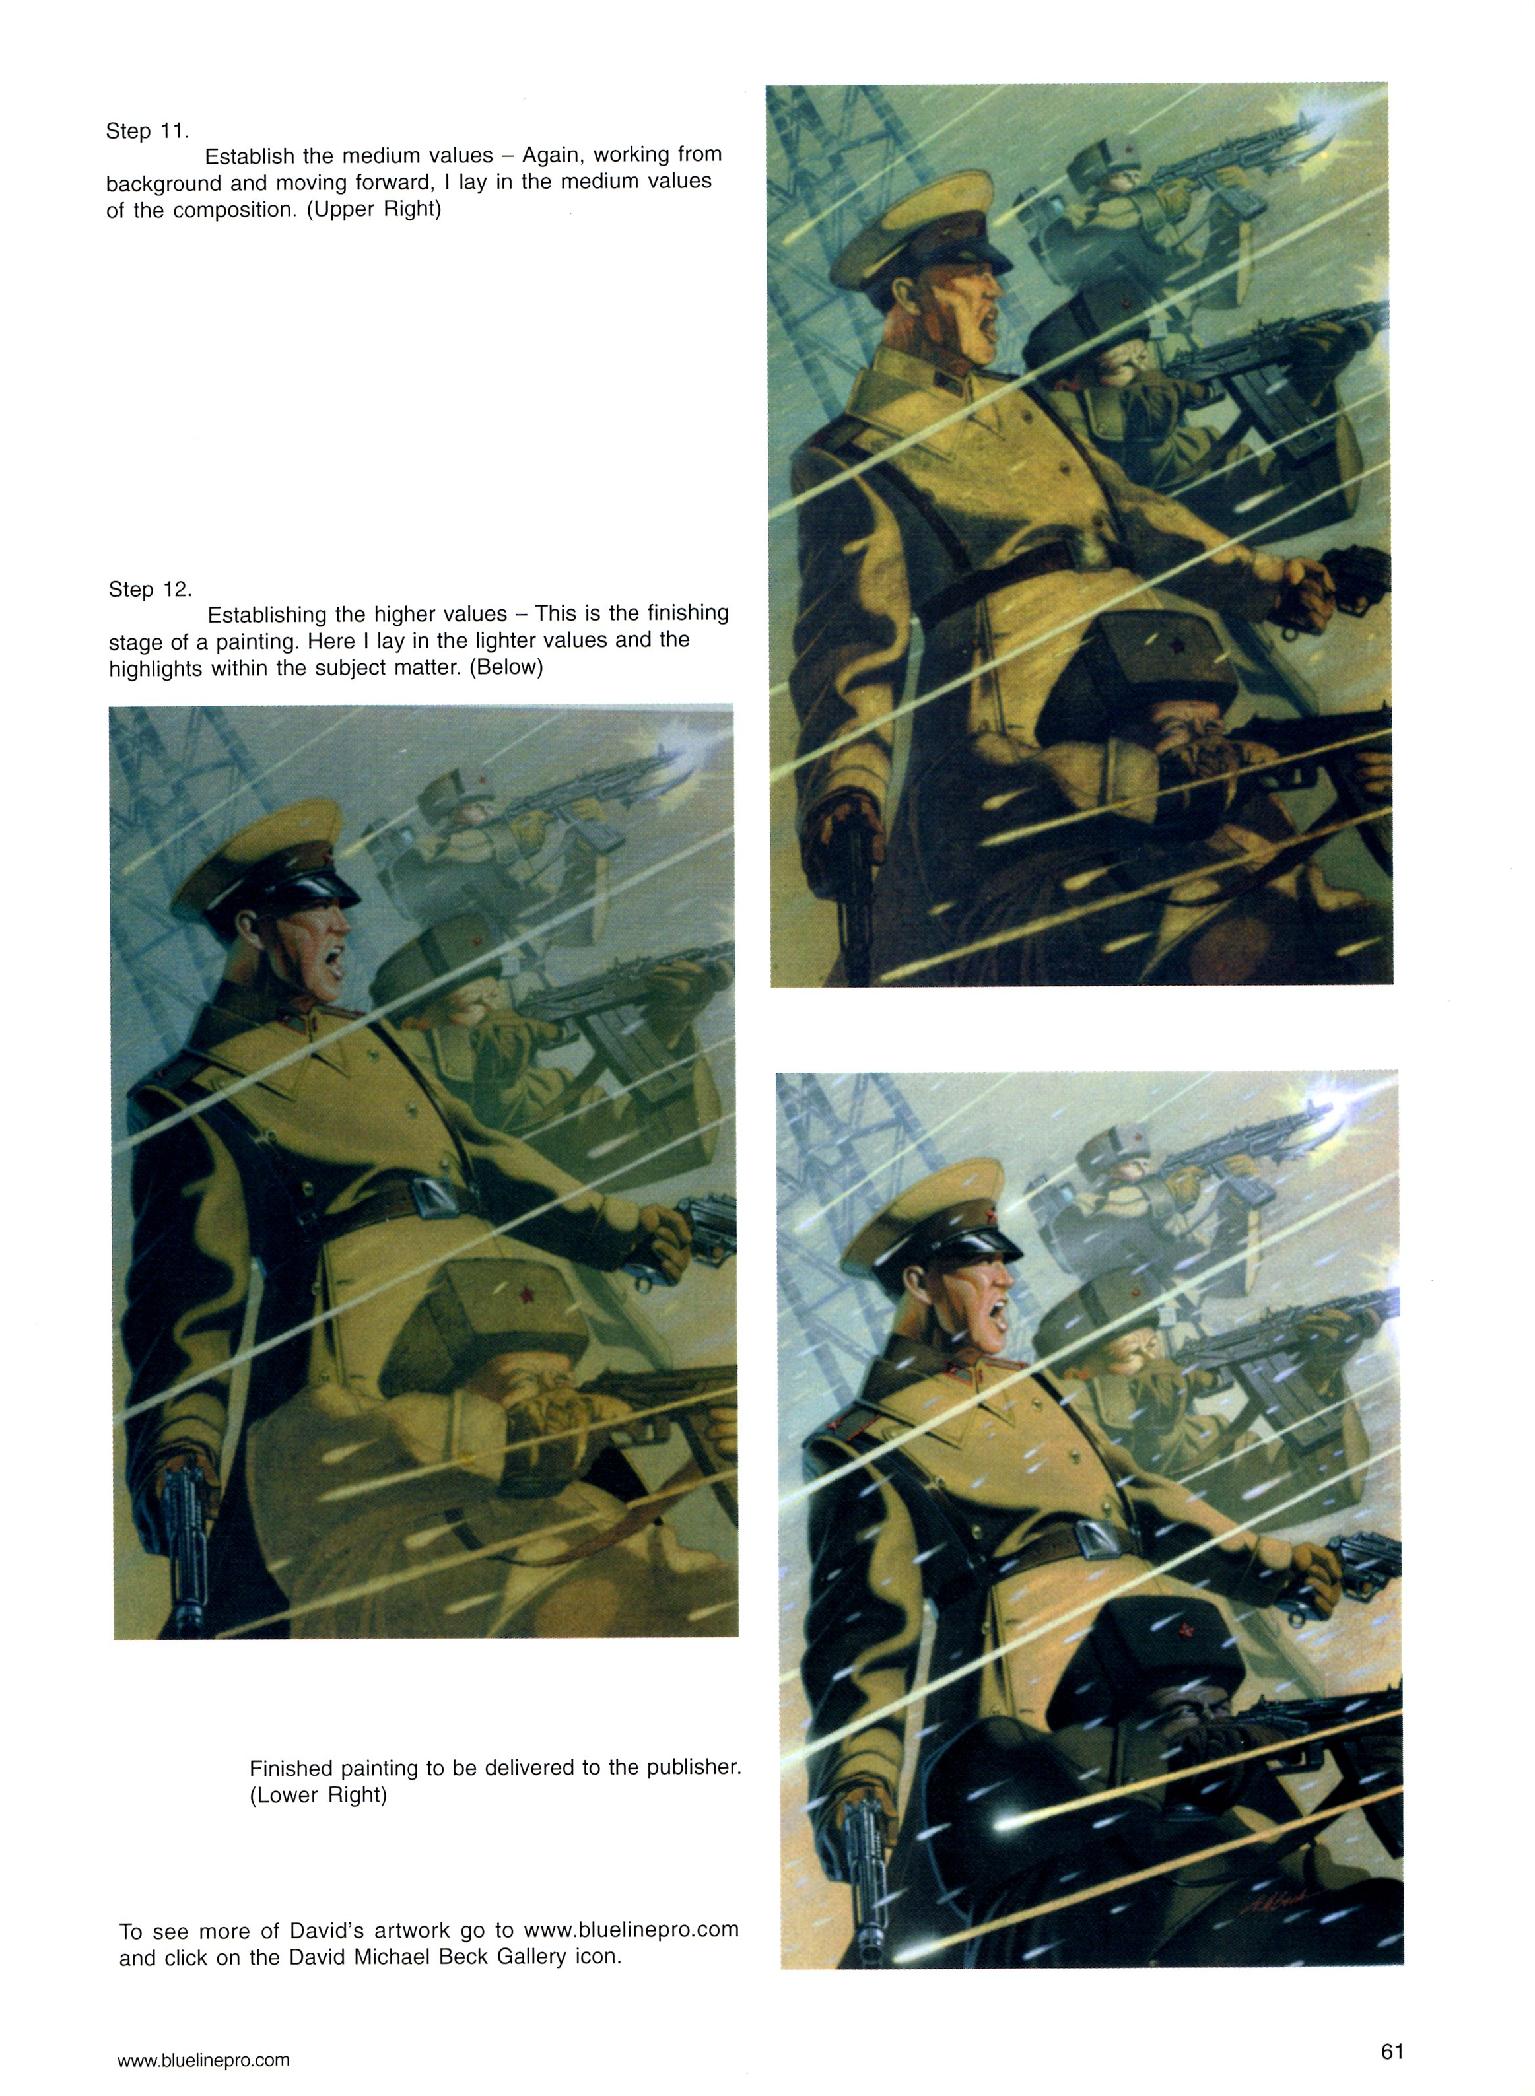 Step 11.
Establish the medium values – Again, working from
background and moving forward, I lay in the medium values
of the composition. (Upper Right)
Step 12.
Establishing the higher values – This is the finishing
stage of a painting. Here I lay in the lighter values and the
highlights within the subject matter. (Below)
Finished painting to be delivered to the publisher.
(Lower Right)
To see more of David's artwork go to www.bluelinepro.com
and click on the David Michael Beck Gallery icon.
www.bluelinepro.com
61